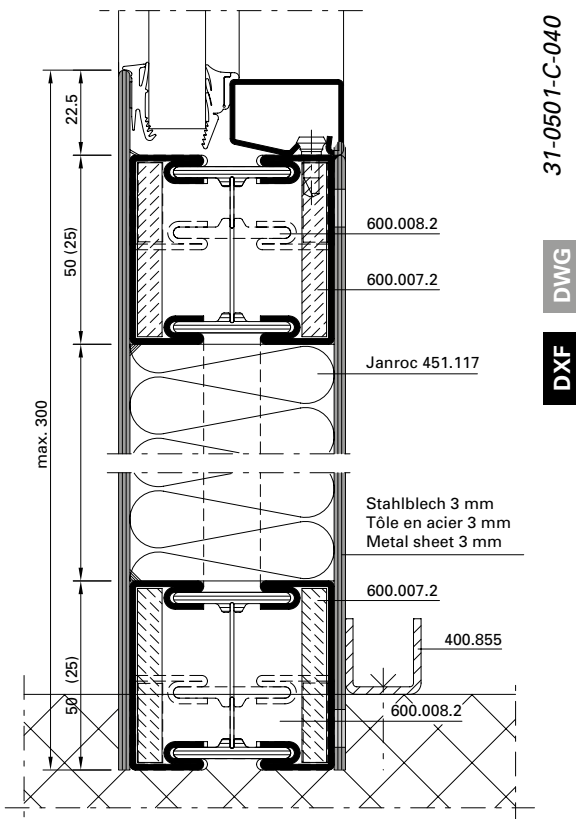 31-0501-C-040
22.5
600.008.2
50 (25)
DWG
600.007.2
DXF
Janroc 451.117
max. 300
Stahlblech 3 mm
Tôle en acier 3 mm
Metal sheet 3 mm
600.007.2
400.855
50 (25)
600.008.2